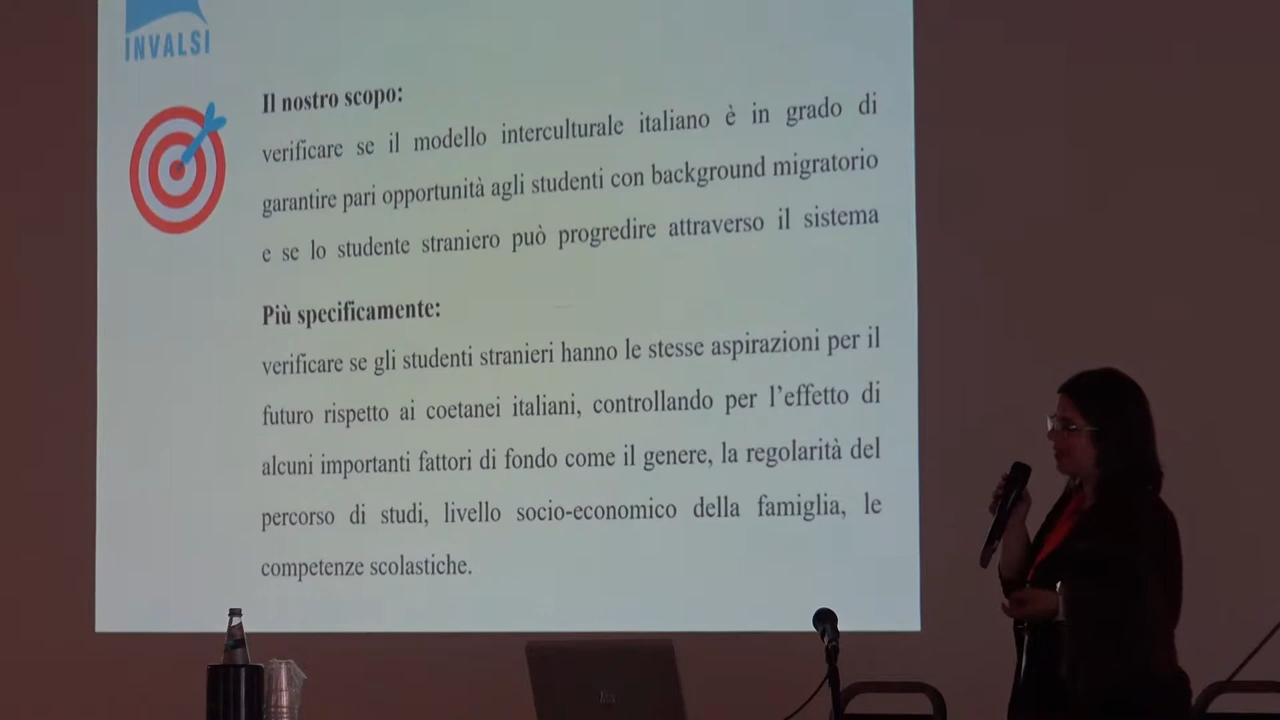 INVALSI
Il nostro scopo:
verificare se il modello interculturale italiano è in grado di
garantire pari opportunità agli studenti con background migratorio
e se lo studente straniero può progredire attraverso il sistema
Più specificamente:
verificare se gli studenti stranieri hanno le stesse aspirazioni per il
futuro rispetto ai coetanei italiani, controllando per l'effetto di
alcuni importanti fattori di fondo come il genere, la regolarità del
percorso di studi, livello socio-economico della famiglia, le
competenze scolastiche.